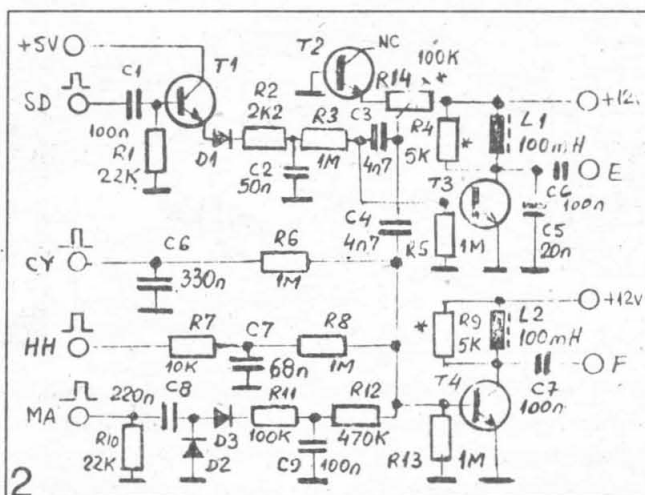 +5V
SD
C1
100n
R1
22K
T1
D1
R2
2K2
C2
50n
R3
1M
C3
4n7
T2
NC
R14
100K
*
R4
5K
*
L1
100mH
+12
E
C6
100n
C5
20n
T3
R5
1M
C4
4n7
CY
C6
330n
R6
1M
HH
R7
10K
C7
68n
R8
1M
MA
R10
22K
220n
C8
D2
D3
R11
100K
C9
100n
R12
470K
R13
1M
T4
*
R9
5K
L2
100mH
+12v
C7
100n
F
2